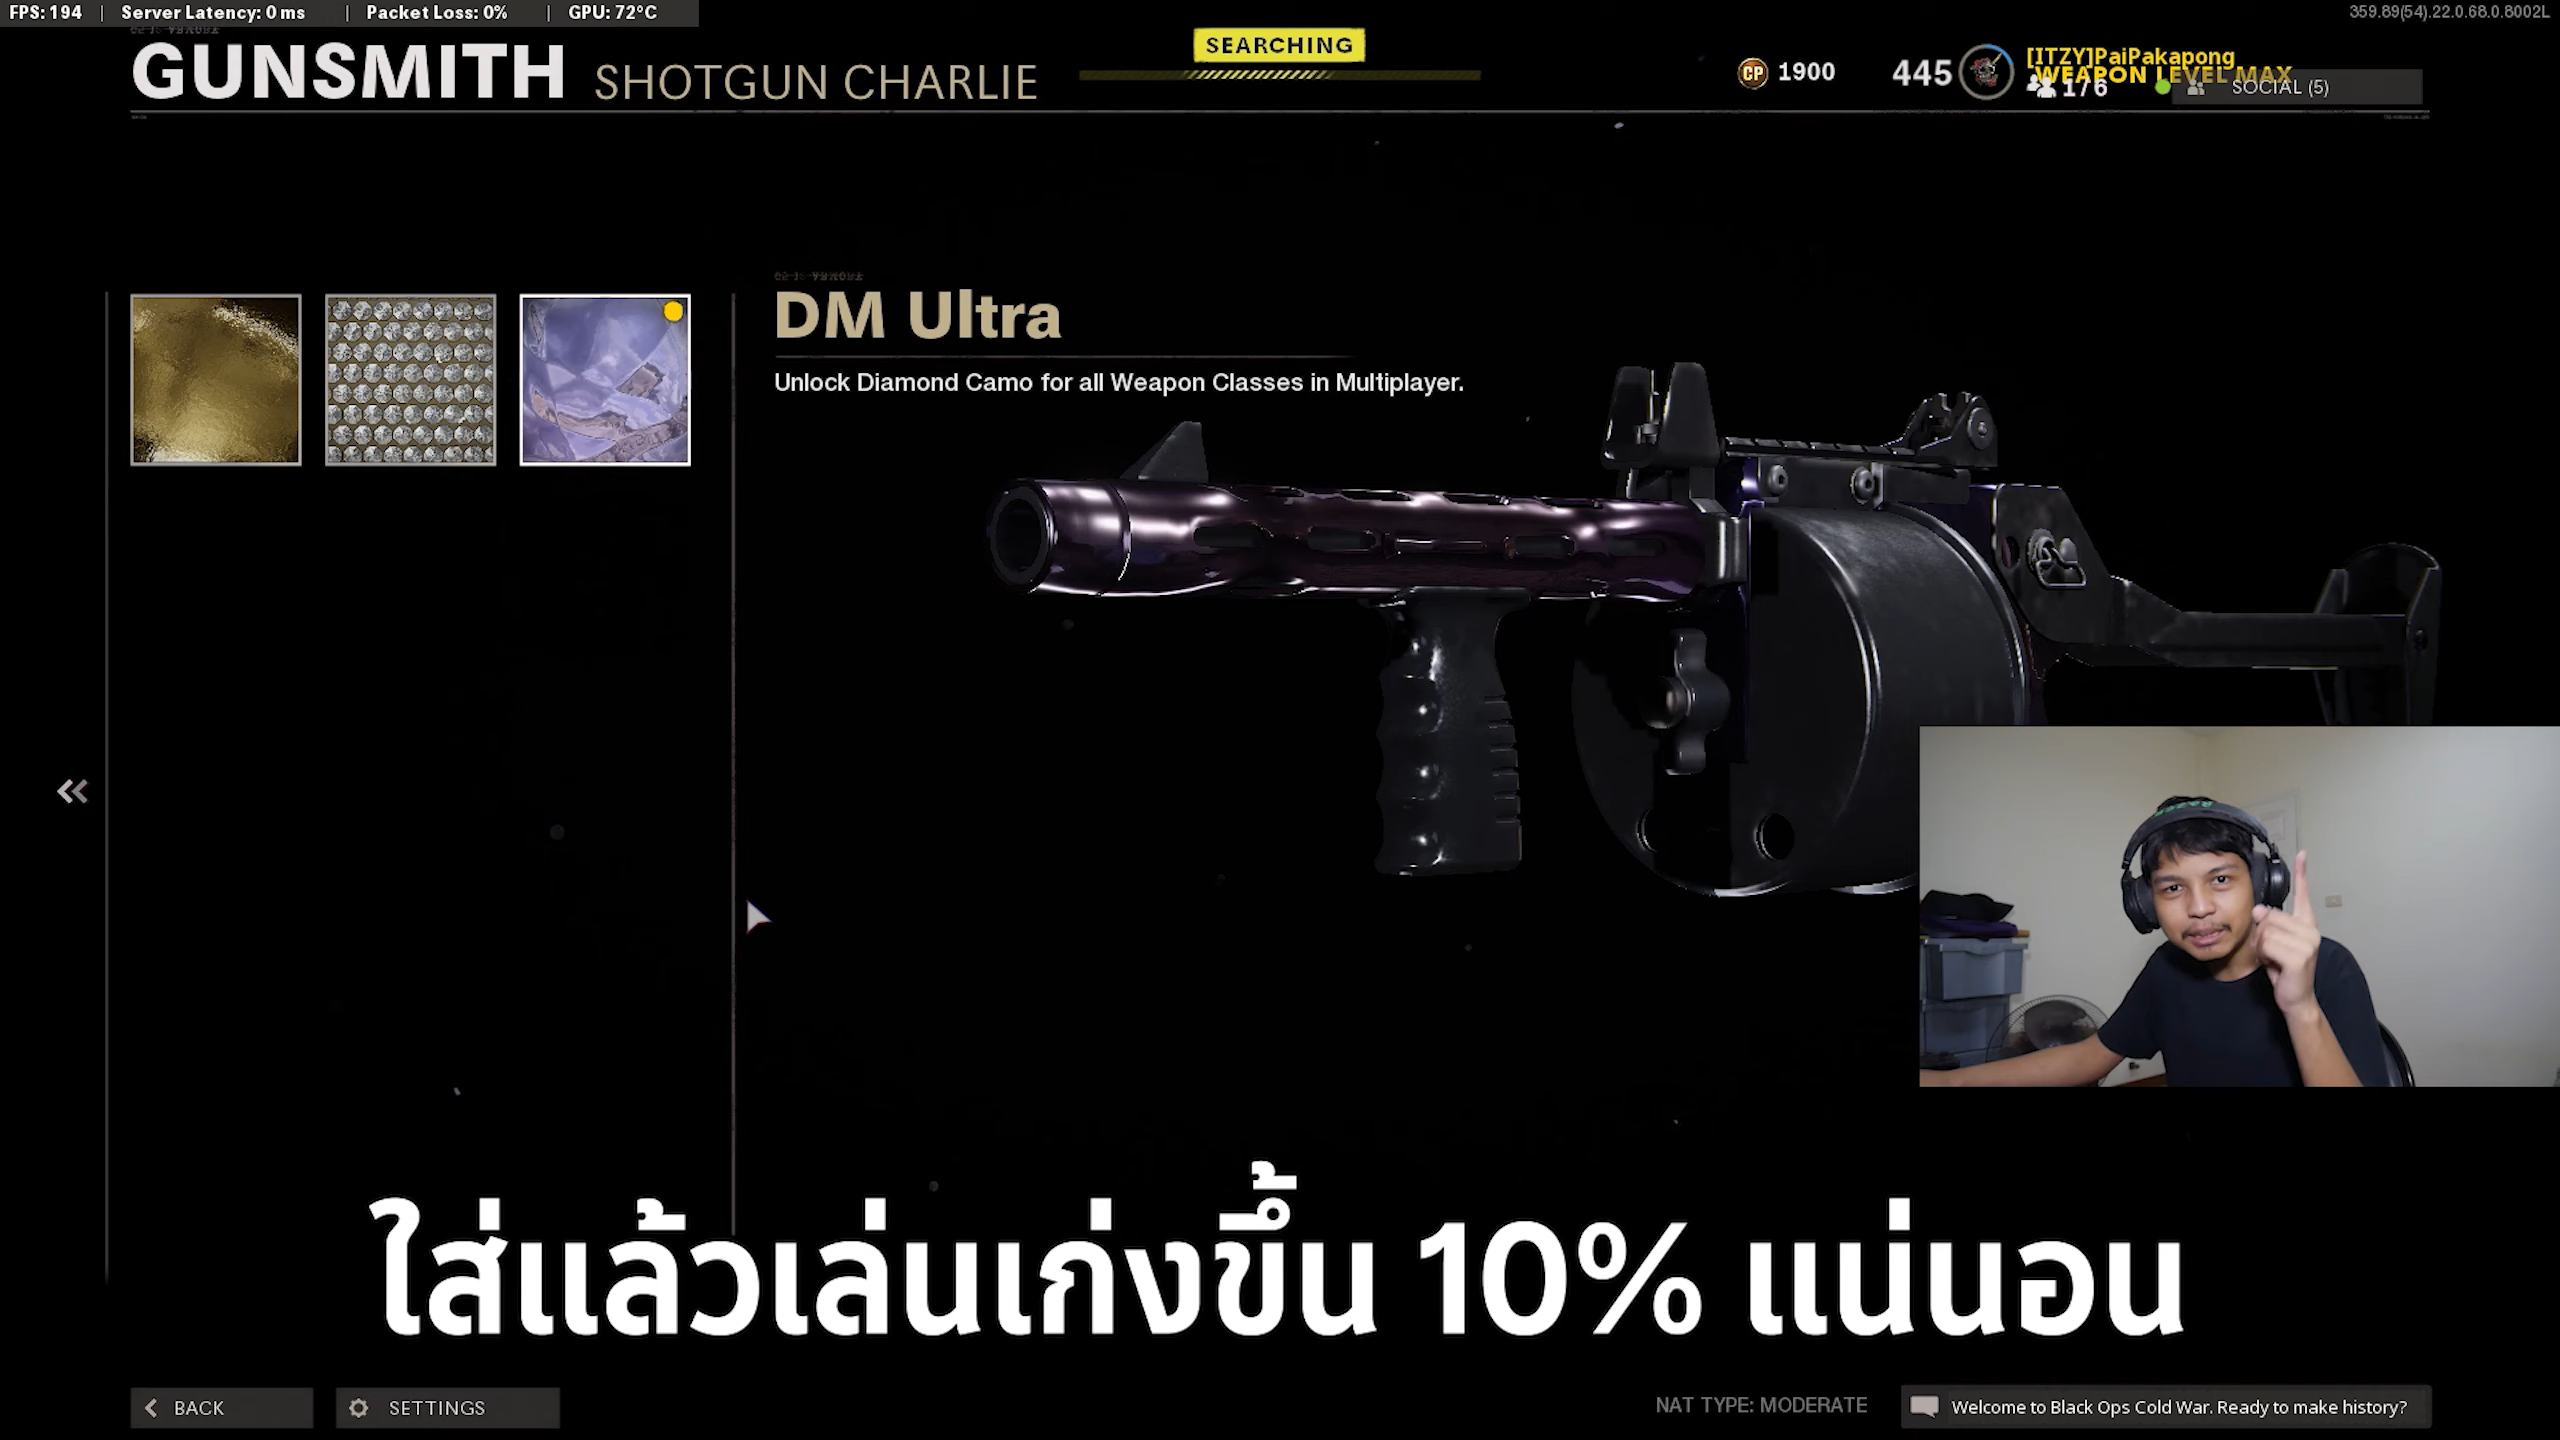 FPS: 194 | Server Latency: 0 ms | Packet Loss: 0% | GPU: 72°C
359.89(54).22.0.68.0.8002L
GUNSMITH SHOTGUN CHARLIE
SEARCHING
CP 1900
445
[ITZY]PaiPakapong
WEAPON LEVEL MAX
1/6
SOCIAL (5)
DM Ultra
Unlock Diamond Camo for all Weapon Classes in Multiplayer.
ใส่แล้วเล่นเก่งขึ้น 10% แน่นอน
BACK
SETTINGS
NAT TYPE: MODERATE
Welcome to Black Ops Cold War. Ready to make history?